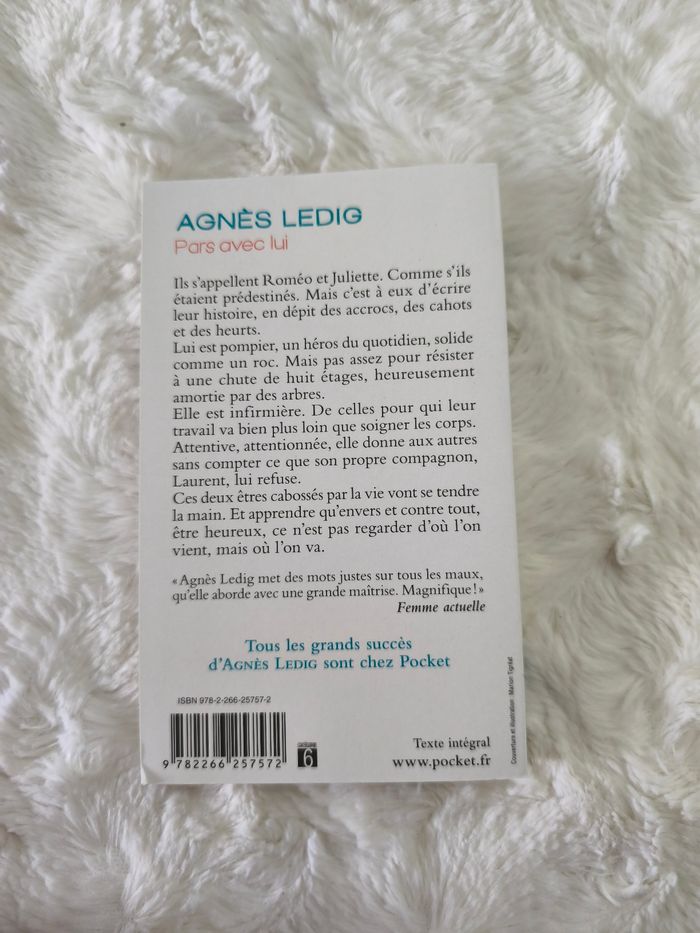 AGNÈS LEDIG
Pars avec lui
Ils s'appellent Roméo et Juliette. Comme s'ils
étaient prédestinés. Mais c'est à eux d'écrire
leur histoire, en dépit des accrocs, des cahots
et des heurts.
Lui est pompier, un héros du quotidien, solide
comme un roc. Mais pas assez pour résister
à une chute de huit étages, heureusement
amortie par des arbres.
Elle est infirmière. De celles pour qui leur
travail va bien plus loin que soigner les corps.
Attentive, attentionnée, elle donne aux autres
sans compter ce que son propre compagnon,
Laurent, lui refuse.
Ces deux êtres cabossés par la vie vont se tendre
la main. Et apprendre qu'envers et contre tout,
être heureux, ce n'est pas regarder d'où l'on
vient, mais où l'on va.
« Agnès Ledig met des mots justes sur tous les maux,
qu'elle aborde avec une grande maîtrise. Magnifique ! »
Femme actuelle
Tous les grands succès
d'AGNÈS LEDIG sont chez Pocket
ISBN 978-2-266-25757-2
9 782266 257572
6
Texte intégral
www.pocket.fr
Couverture et illustration : Marion Tigréat